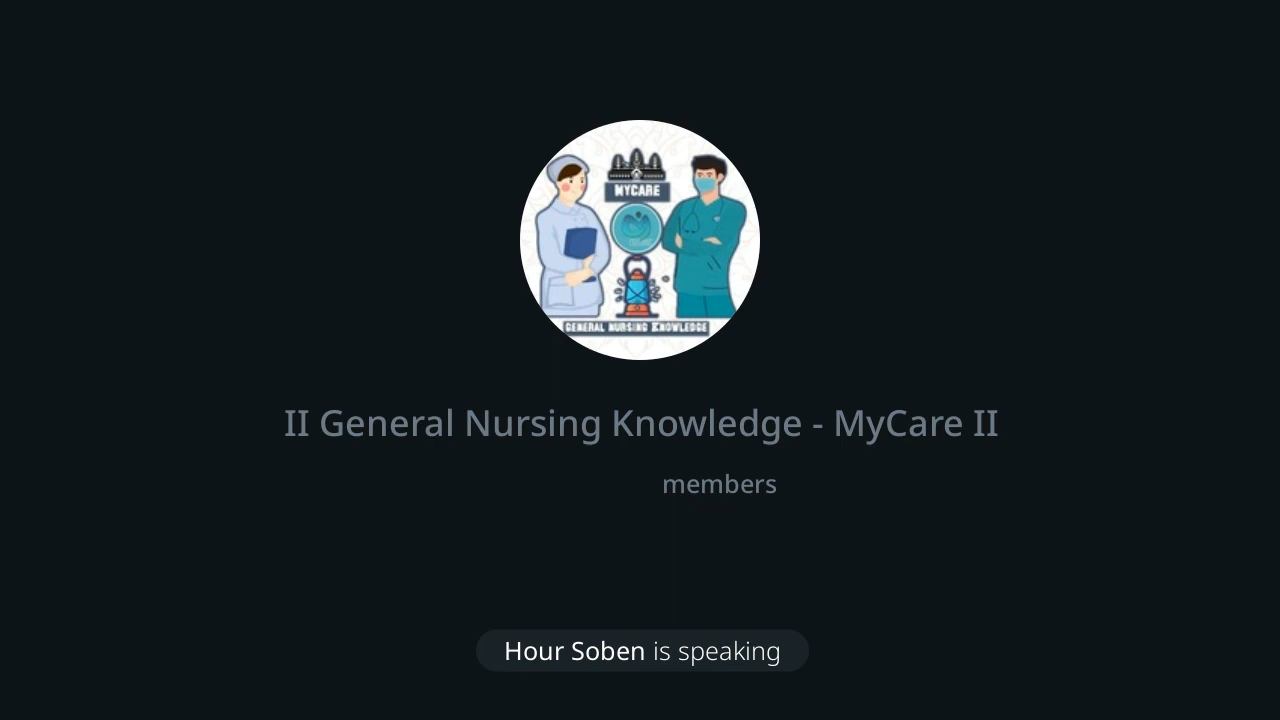 MYCARE
GENERAL NURSING KNOWLEDGE
II General Nursing Knowledge - MyCare II
members
Hour Soben is speaking